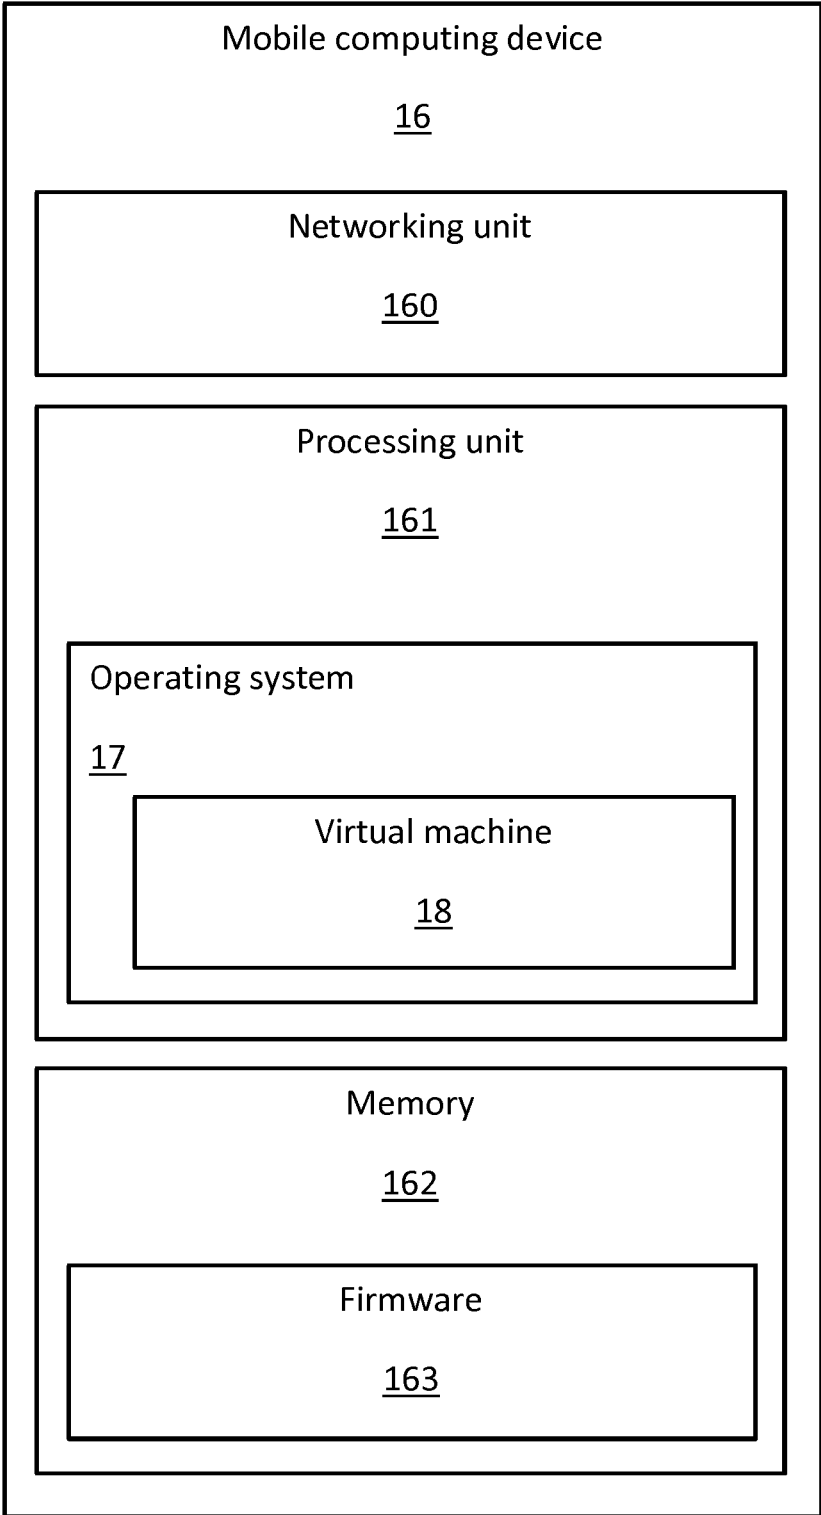 Mobile computing device
16
Networking unit
160
Processing unit
161
Operating system
17
Virtual machine
18
Memory
162
Firmware
163